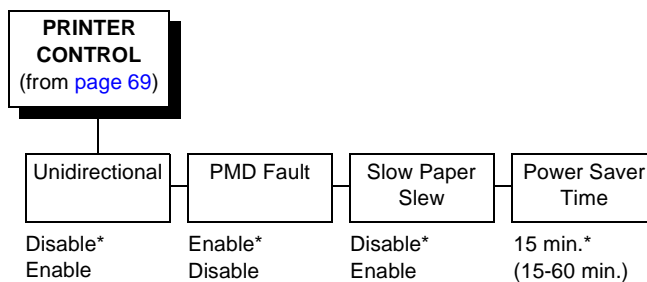 PRINTER
CONTROL
(from page 69)
Unidirectional
PMD Fault
Slow Paper
Slew
Power Saver
Time
Disable*
Enable
Enable*
Disable
Disable*
Enable
15 min.*
(15-60 min.)